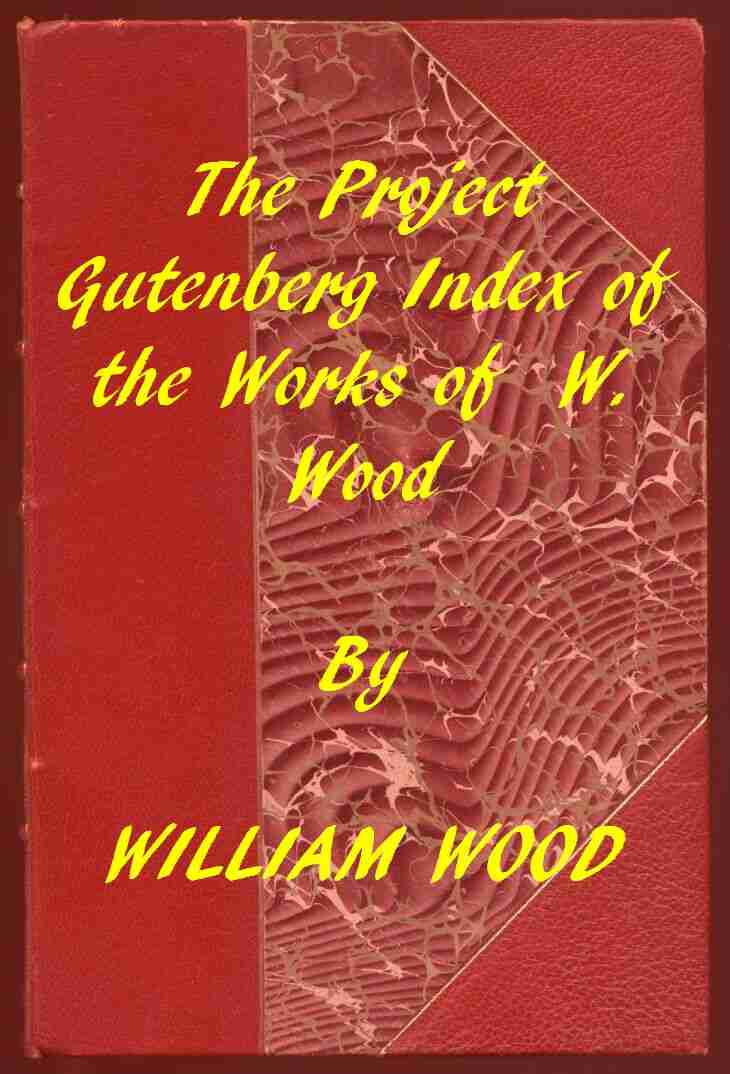 The Project
Gutenberg Index of
the Works of W.
Wood
By
WILLIAM WOOD